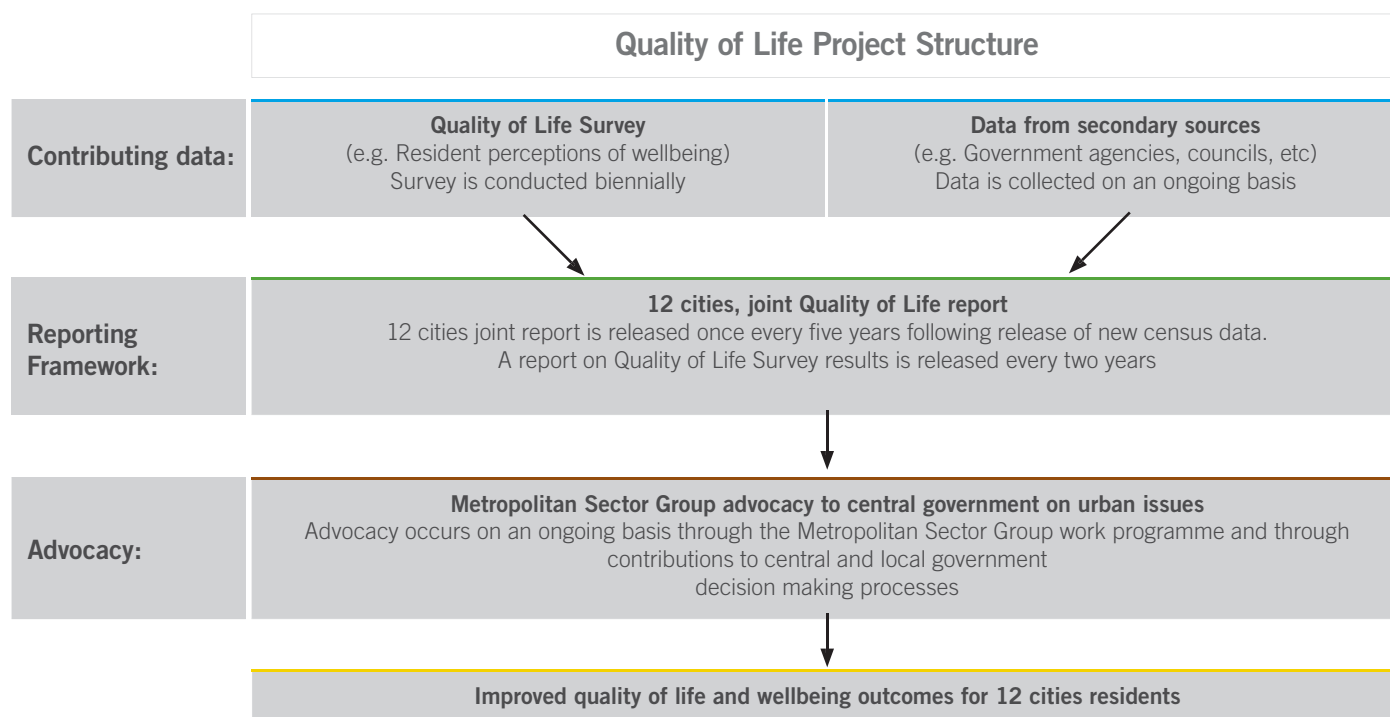 Quality of Life Project Structure
Contributing data:
Quality of Life Survey
(e.g. Resident perceptions of wellbeing)
Survey is conducted biennially
Data from secondary sources
(e.g. Government agencies, councils, etc)
Data is collected on an ongoing basis
Reporting
Framework:
12 cities, joint Quality of Life report
12 cities joint report is released once every five years following release of new census data.
A report on Quality of Life Survey results is released every two years
Advocacy:
Metropolitan Sector Group advocacy to central government on urban issues
Advocacy occurs on an ongoing basis through the Metropolitan Sector Group work programme and through
contributions to central and local government
decision making processes
Improved quality of life and wellbeing outcomes for 12 cities residents